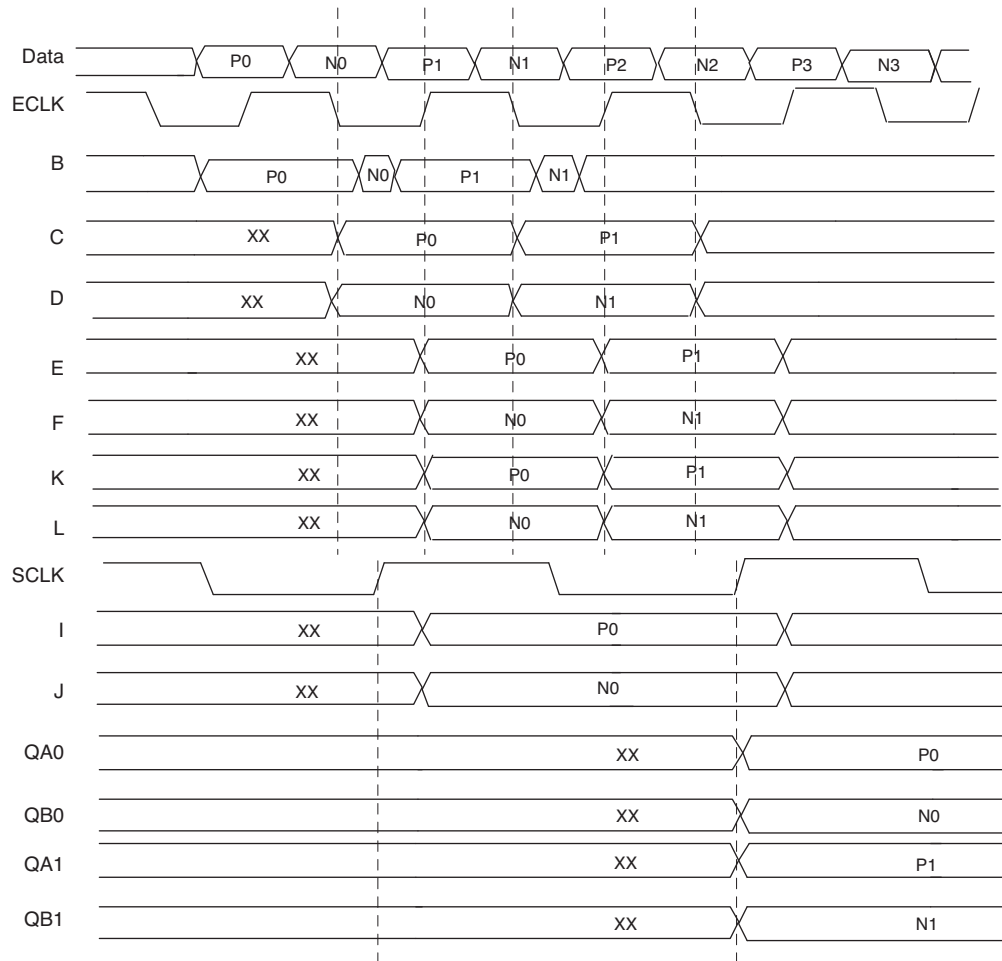 Data P0 N0 P1 N1 P2 N2 P3 N3
ECLK
B P0 N0 P1 N1
C XX P0 P1
D XX N0 N1
E XX P0 P1
F XX N0 N1
K XX P0 P1
L XX N0 N1
SCLK
I XX P0
J XX N0
QA0 XX P0
QB0 XX N0
QA1 XX P1
QB1 XX N1